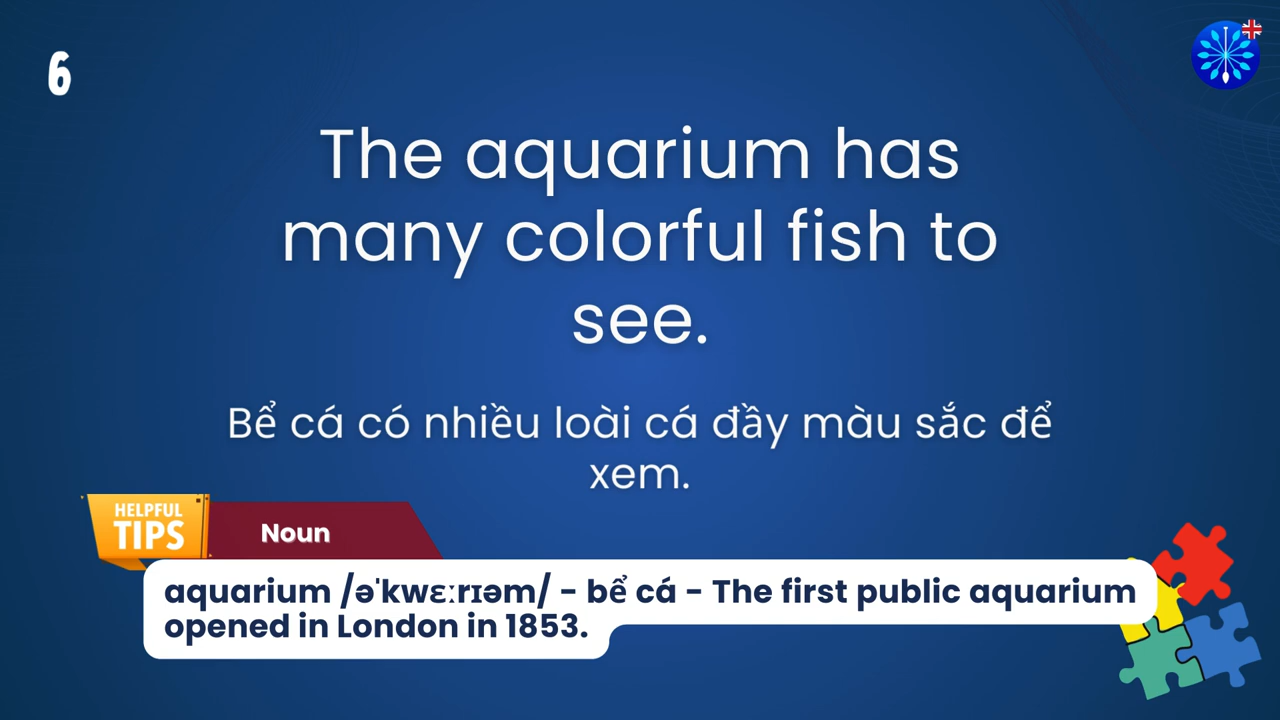 6
The aquarium has
many colorful fish to
see.
Bể cá có nhiều loài cá đầy màu sắc để
xem.
HELPFUL
TIPS
Noun
aquarium /əˈkwɛːrɪəm/ - bể cá - The first public aquarium
opened in London in 1853.